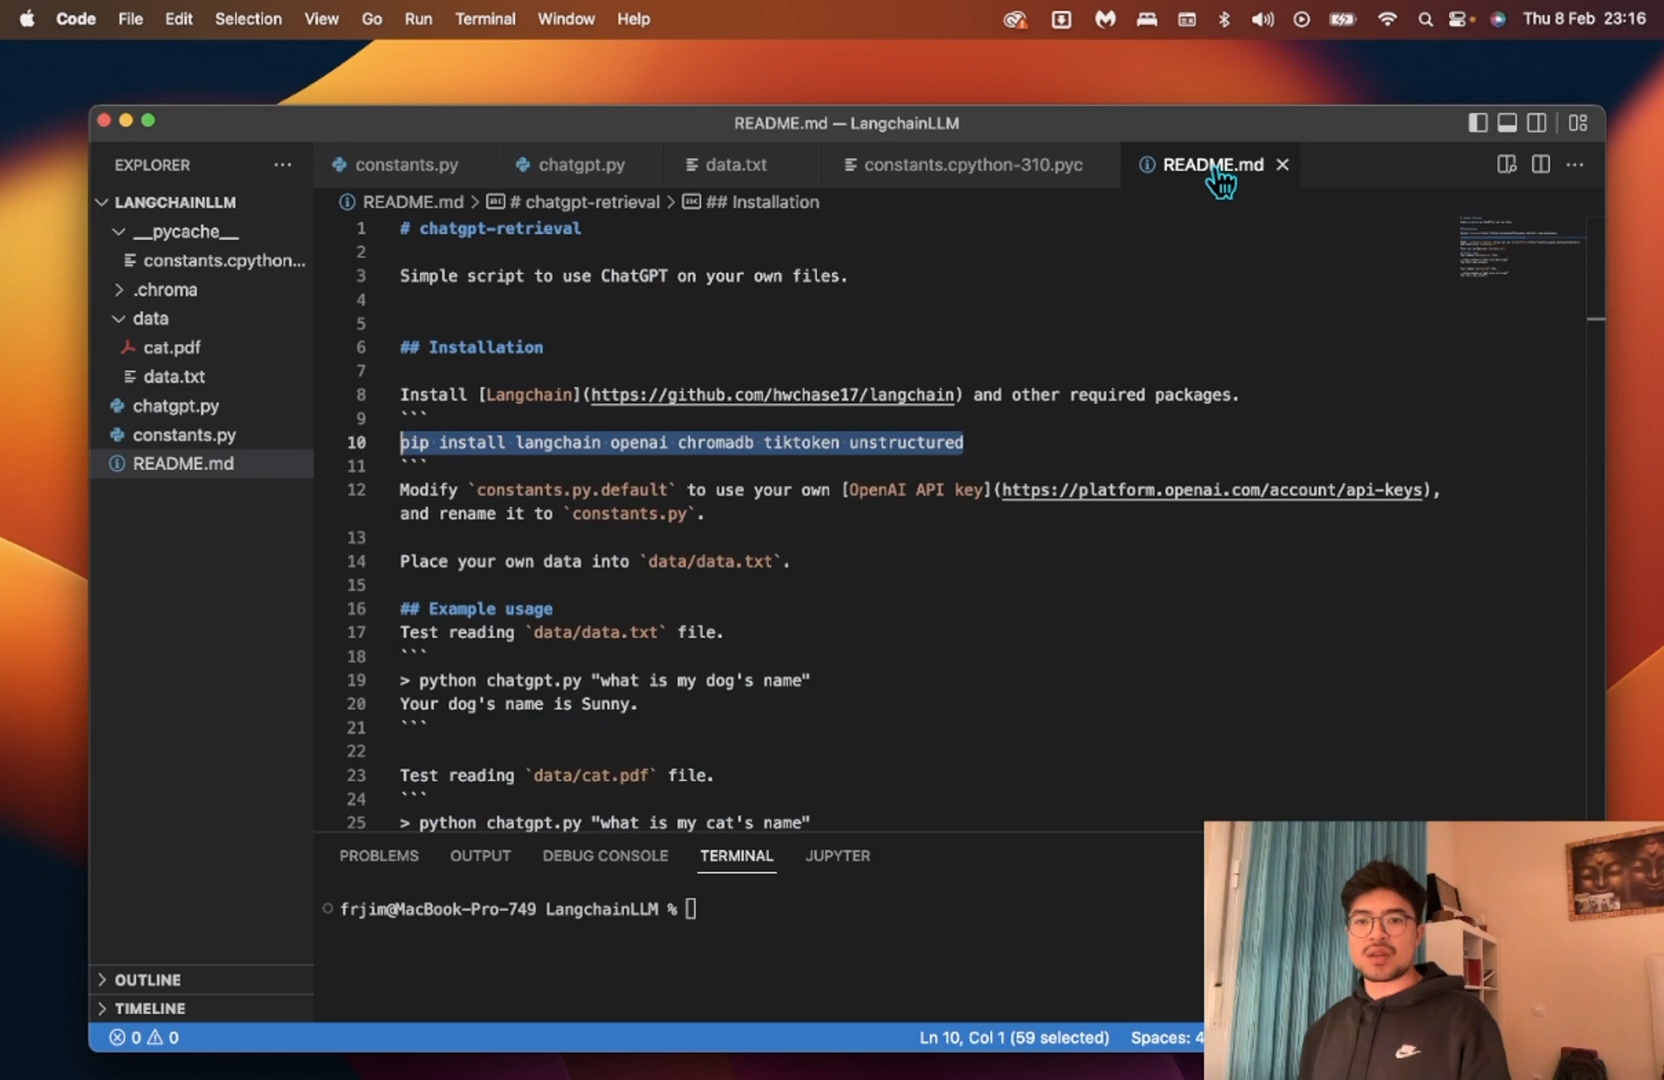 Code File Edit Selection View Go Run Terminal Window Help Thu 8 Feb 23:16
README.md — LangchainLLM
EXPLORER
constants.py chatgpt.py data.txt constants.cpython-310.pyc README.md
LANGCHAINLLM
__pycache__
constants.cpython...
.chroma
data
cat.pdf
data.txt
chatgpt.py
constants.py
README.md
OUTLINE
TIMELINE
README.md > # chatgpt-retrieval > ## Installation
1 # chatgpt-retrieval
2
3 Simple script to use ChatGPT on your own files.
4
5
6 ## Installation
7
8 Install [Langchain](https://github.com/hwchase17/langchain) and other required packages.
9 ```
10 pip install langchain openai chromadb tiktoken unstructured
11 ```
12 Modify `constants.py.default` to use your own [OpenAI API key](https://platform.openai.com/account/api-keys),
and rename it to `constants.py`.
13
14 Place your own data into `data/data.txt`.
15
16 ## Example usage
17 Test reading `data/data.txt` file.
18 ```
19 > python chatgpt.py "what is my dog's name"
20 Your dog's name is Sunny.
21 ```
22
23 Test reading `data/cat.pdf` file.
24 ```
25 > python chatgpt.py "what is my cat's name"
PROBLEMS OUTPUT DEBUG CONSOLE TERMINAL JUPYTER
frjim@MacBook-Pro-749 LangchainLLM %
0 0 Ln 10, Col 1 (59 selected) Spaces: 4